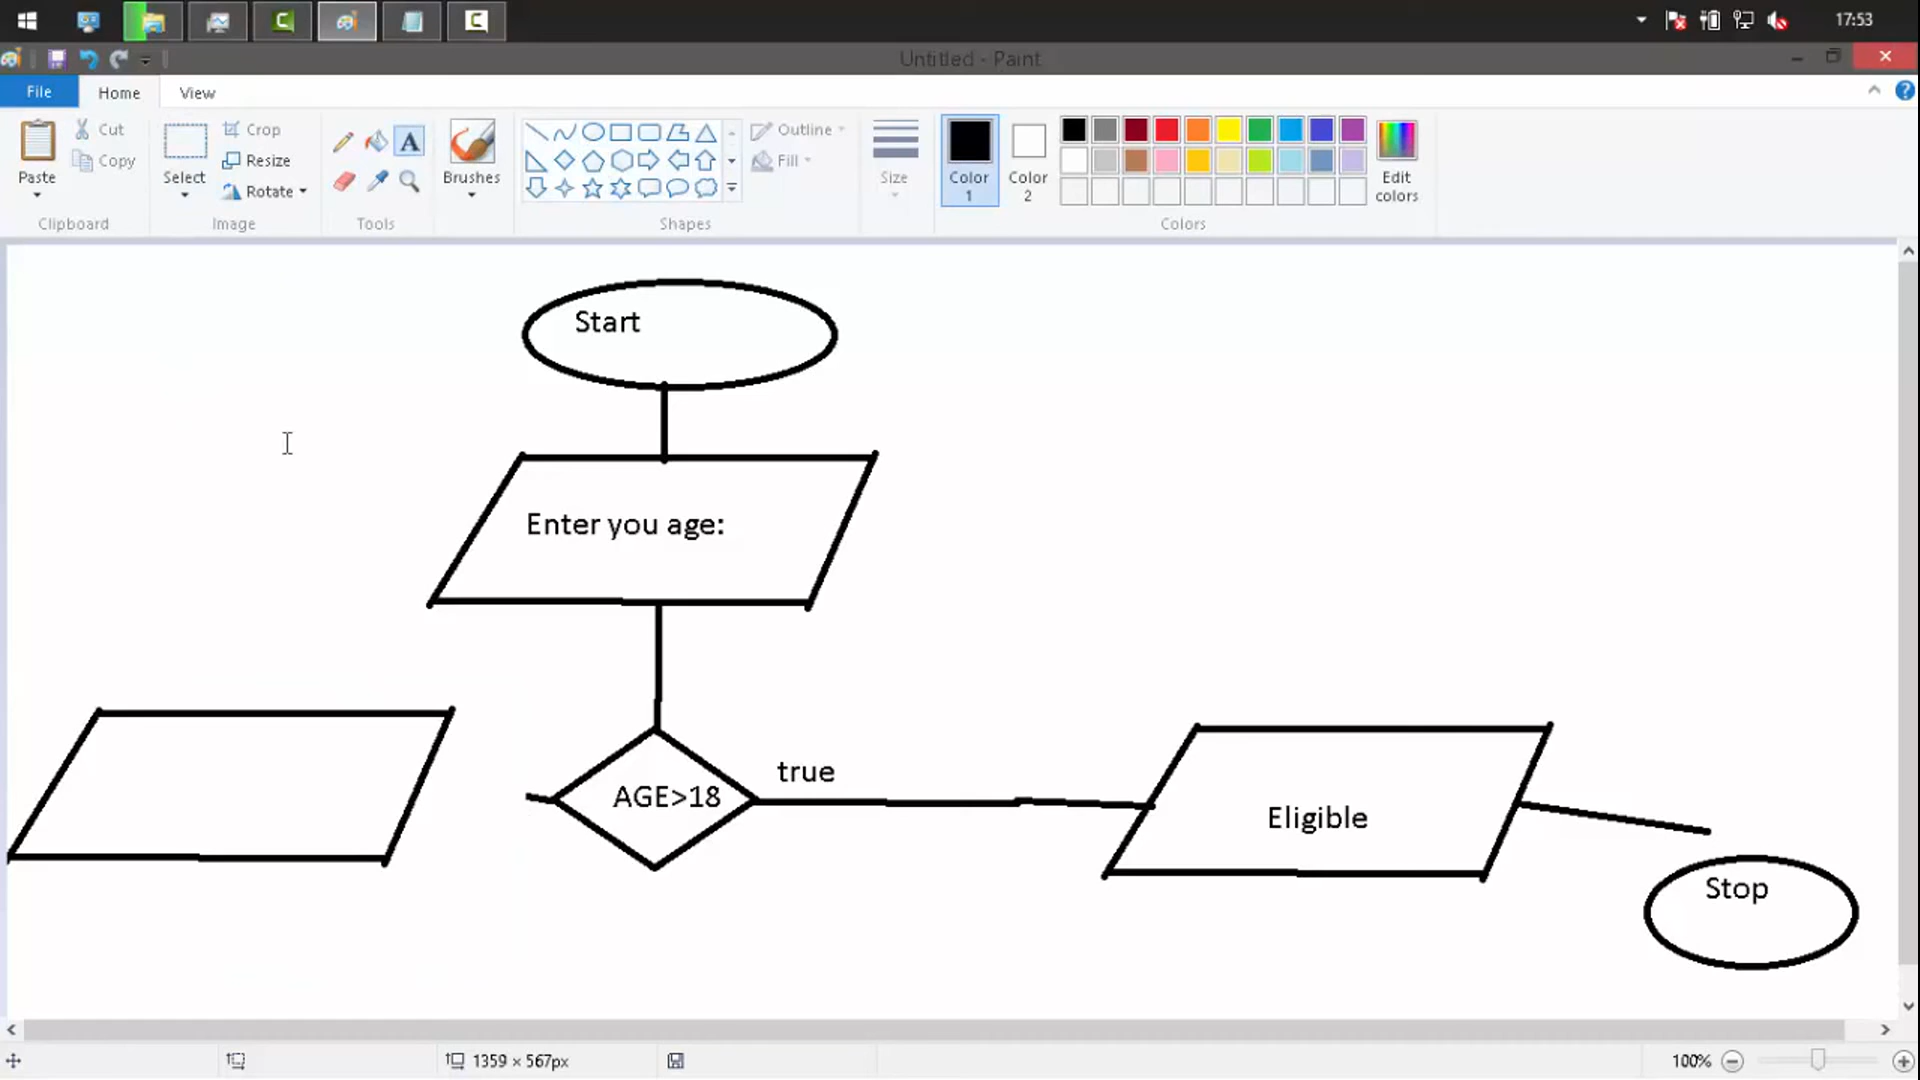 17:53
Untitled - Paint
File Home View
Paste
Cut
Copy
Clipboard
Select
Crop
Resize
Rotate
Image
A
Tools
Brushes
Shapes
Outline
Fill
Size
Color 1
Color 2
Edit colors
Colors
Start
Enter you age:
AGE>18
true
Eligible
Stop
1359 × 567px
100%